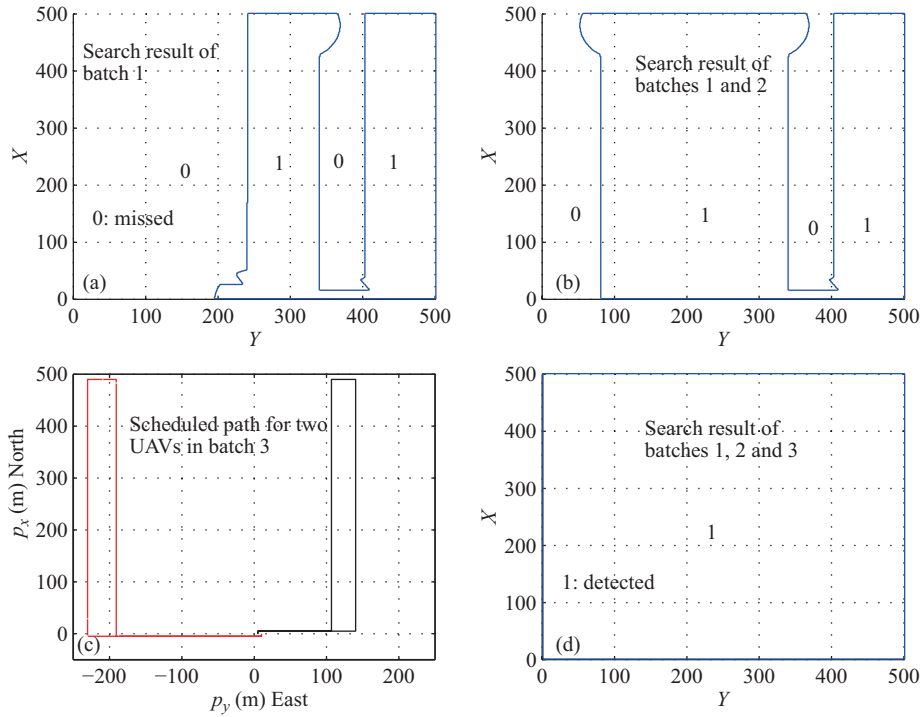 500
400
300
200
100
0
X
Search result of
batch 1
0
1
0
1
0: missed
(a)
0
100
200
300
400
500
Y
500
400
300
200
100
0
X
Search result of
batches 1 and 2
0
1
0
1
(b)
0
100
200
300
400
500
Y
500
400
300
200
100
0
p_x (m) North
Scheduled path for two
UAVs in batch 3
(c)
−200
−100
0
100
200
p_y (m) East
500
400
300
200
100
0
X
Search result of
batches 1, 2 and 3
1
1: detected
(d)
0
100
200
300
400
500
Y